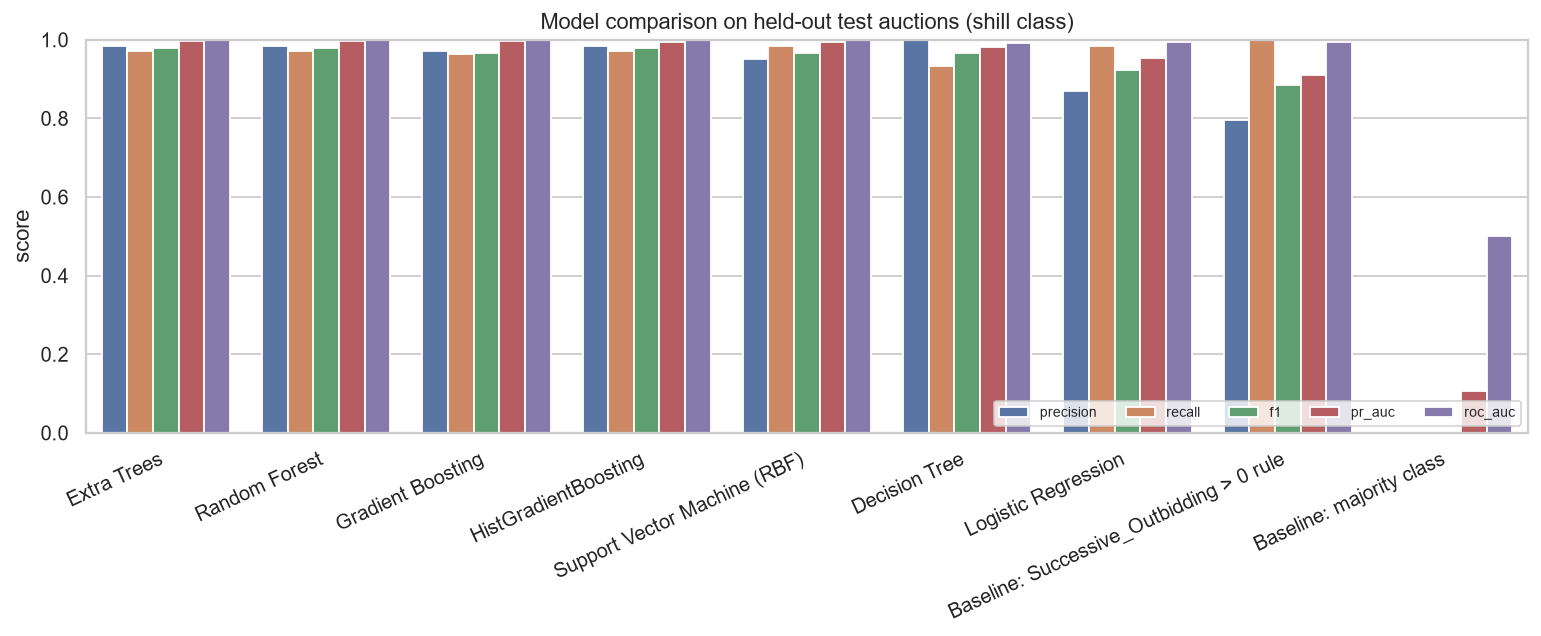 Model comparison on held-out test auctions (shill class)
score
1.0
0.8
0.6
0.4
0.2
0.0
precision recall f1 pr_auc roc_auc
Extra Trees
Random Forest
Gradient Boosting
HistGradientBoosting
Support Vector Machine (RBF)
Decision Tree
Logistic Regression
Baseline: Successive_Outbidding > 0 rule
Baseline: majority class